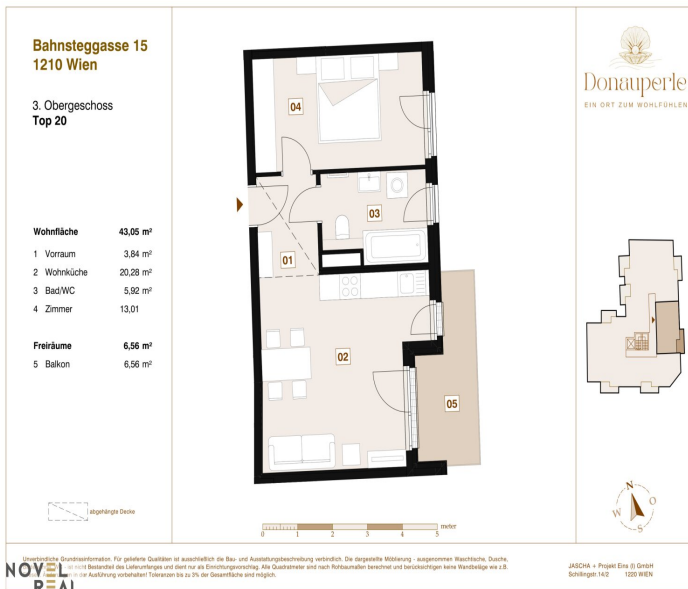 Bahnsteggasse 15
1210 Wien
3. Obergeschoss
Top 20
Wohnfläche 43,05 m²
1 Vorraum 3,84 m²
2 Wohnküche 20,28 m²
3 Bad/WC 5,92 m²
4 Zimmer 13,01
Freiräume 6,56 m²
5 Balkon 6,56 m²
abgehängte Decke
04
03
01
02
05
0 1 2 3 4 5 meter
Donauperle
EIN ORT ZUM WOHLFÜHLEN
N
W O
S
Unverbindliche Grundrissinformation. Für gelieferte Qualitäten ist ausschließlich die Bau- und Ausstattungsbeschreibung verbindlich. Die dargestellte Möblierung - ausgenommen Waschtische, Dusche,
ist nicht Bestandteil des Lieferumfanges und dient nur als Einrichtungsvorschlag. Alle Quadratmeter sind nach Rohbaumaßen berechnet und berücksichtigen keine Wandbeläge wie z.B.
in der Ausführung vorbehalten! Toleranzen bis zu 3% der Gesamtfläche sind möglich.
JASCHA + Projekt Eins (I) GmbH
Schillingstr.14/2 1220 WIEN
NOVEL
REAL